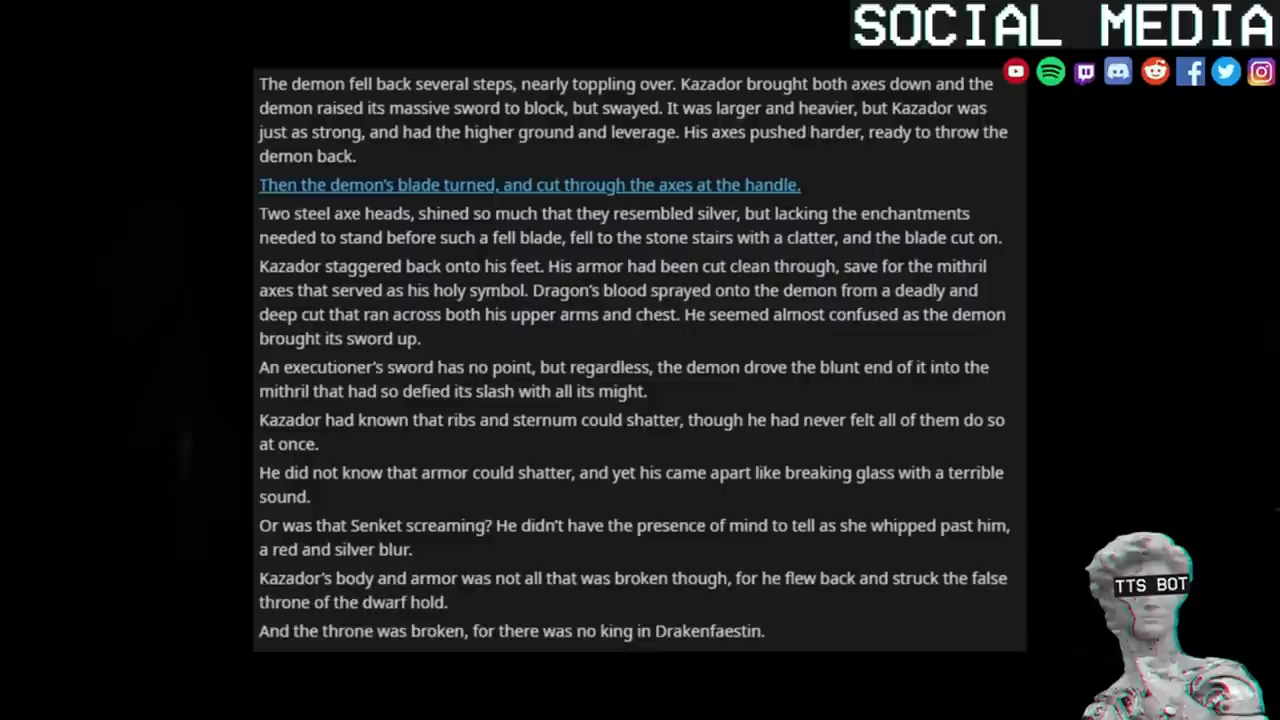 SOCIAL MEDIA
The demon fell back several steps, nearly toppling over. Kazador brought both axes down and the
demon raised its massive sword to block, but swayed. It was larger and heavier, but Kazador was
just as strong, and had the higher ground and leverage. His axes pushed harder, ready to throw the
demon back.
Then the demon's blade turned, and cut through the axes at the handle.
Two steel axe heads, shined so much that they resembled silver, but lacking the enchantments
needed to stand before such a fell blade, fell to the stone stairs with a clatter, and the blade cut on.
Kazador staggered back onto his feet. His armor had been cut clean through, save for the mithril
axes that served as his holy symbol. Dragon's blood sprayed onto the demon from a deadly and
deep cut that ran across both his upper arms and chest. He seemed almost confused as the demon
brought its sword up.
An executioner's sword has no point, but regardless, the demon drove the blunt end of it into the
mithril that had so defied its slash with all its might.
Kazador had known that ribs and sternum could shatter, though he had never felt all of them do so
at once.
He did not know that armor could shatter, and yet his came apart like breaking glass with a terrible
sound.
Or was that Senket screaming? He didn't have the presence of mind to tell as she whipped past him,
a red and silver blur.
Kazador's body and armor was not all that was broken though, for he flew back and struck the false
throne of the dwarf hold.
And the throne was broken, for there was no king in Drakenfaestin.
TTS BOT